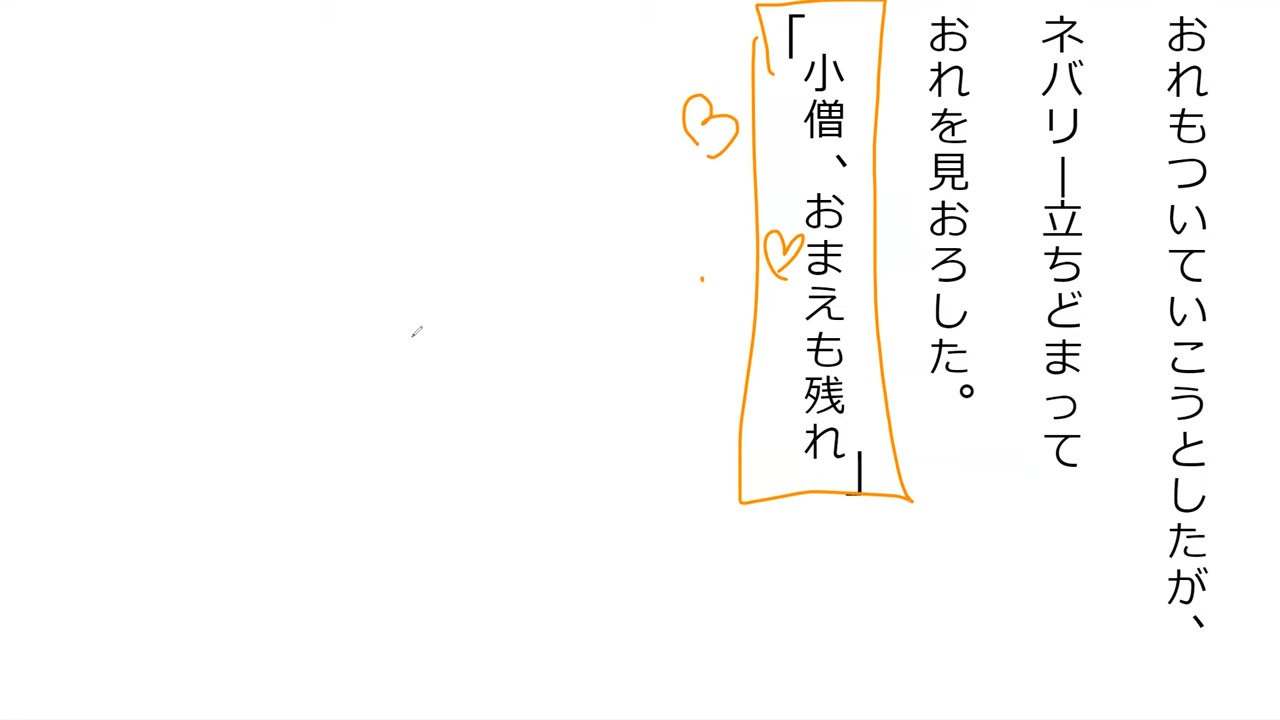 おれもついていこうとしたが、
ネバリー立ちどまって
おれを見おろした。
「小僧、おまえも残れ」